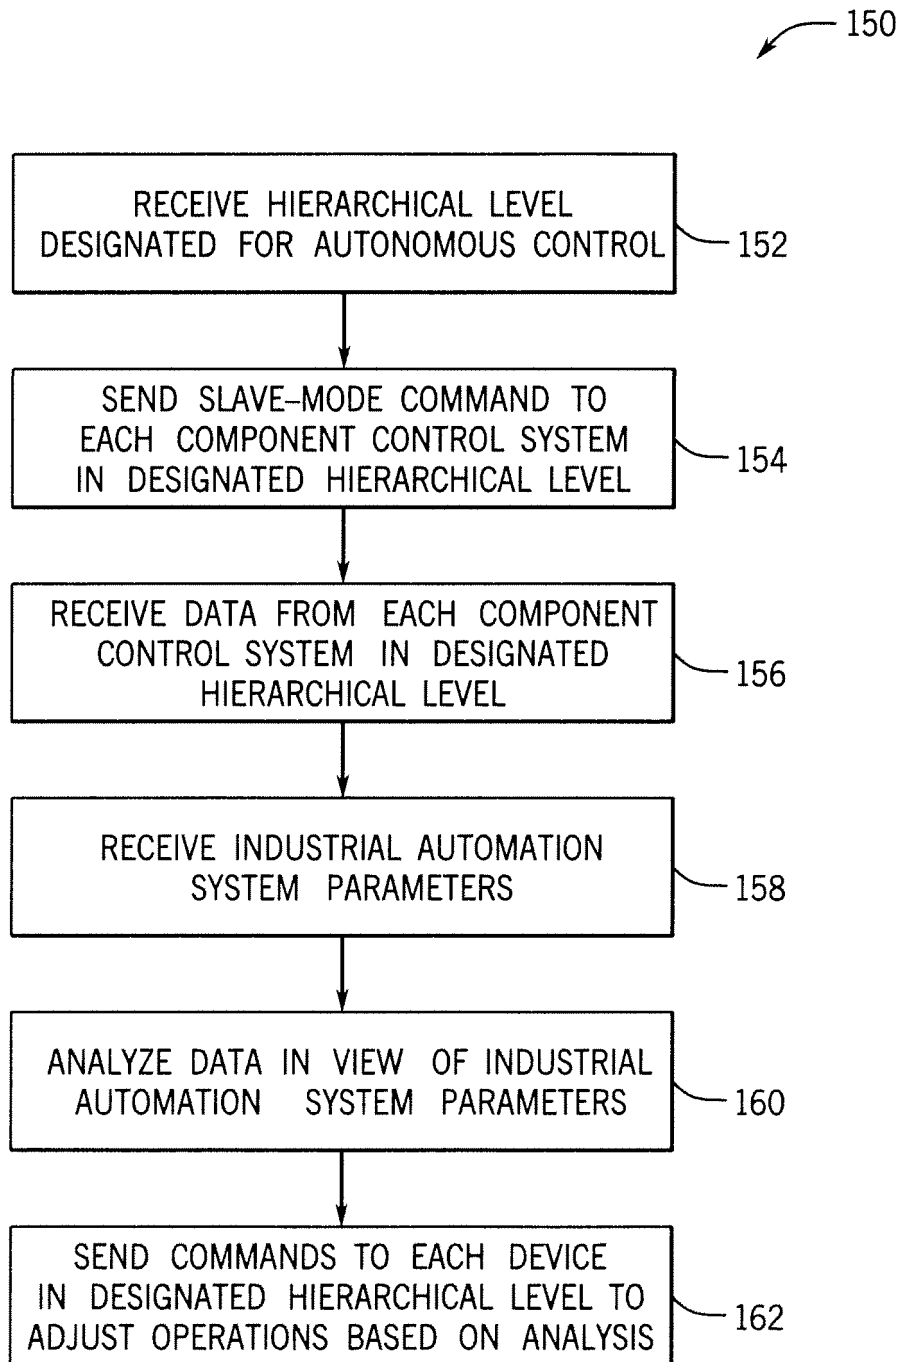 150
RECEIVE HIERARCHICAL LEVEL
DESIGNATED FOR AUTONOMOUS CONTROL
152
SEND SLAVE-MODE COMMAND TO
EACH COMPONENT CONTROL SYSTEM
IN DESIGNATED HIERARCHICAL LEVEL
154
RECEIVE DATA FROM EACH COMPONENT
CONTROL SYSTEM IN DESIGNATED
HIERARCHICAL LEVEL
156
RECEIVE INDUSTRIAL AUTOMATION
SYSTEM PARAMETERS
158
ANALYZE DATA IN VIEW OF INDUSTRIAL
AUTOMATION SYSTEM PARAMETERS
160
SEND COMMANDS TO EACH DEVICE
IN DESIGNATED HIERARCHICAL LEVEL TO
ADJUST OPERATIONS BASED ON ANALYSIS
162